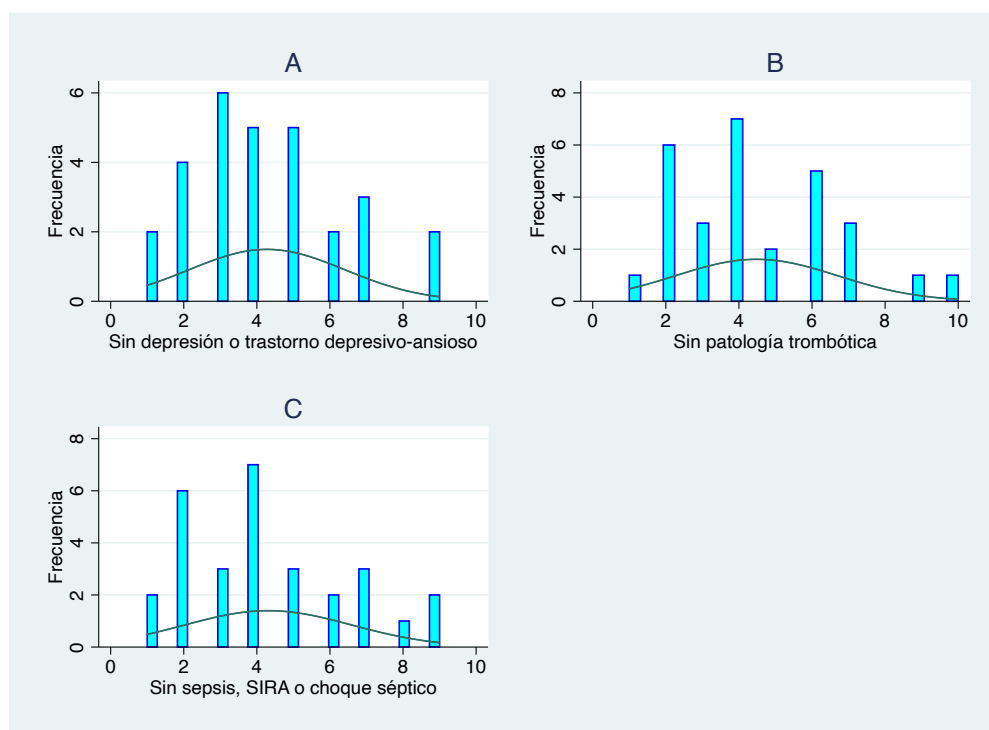 A
Frecuencia
6
4
2
0
0 2 4 6 8 10
Sin depresión o trastorno depresivo-ansioso
B
Frecuencia
8
6
4
2
0
0 2 4 6 8 10
Sin patología trombótica
C
Frecuencia
8
6
4
2
0
0 2 4 6 8 10
Sin sepsis, SIRA o choque séptico